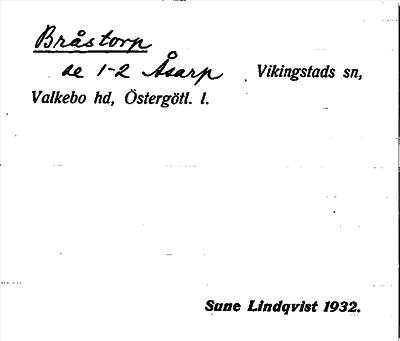 Bråstorp
se 1-2 Åsarp Vikingstads sn,
Valkebo hd, Östergötl. l.
Sune Lindqvist 1932.